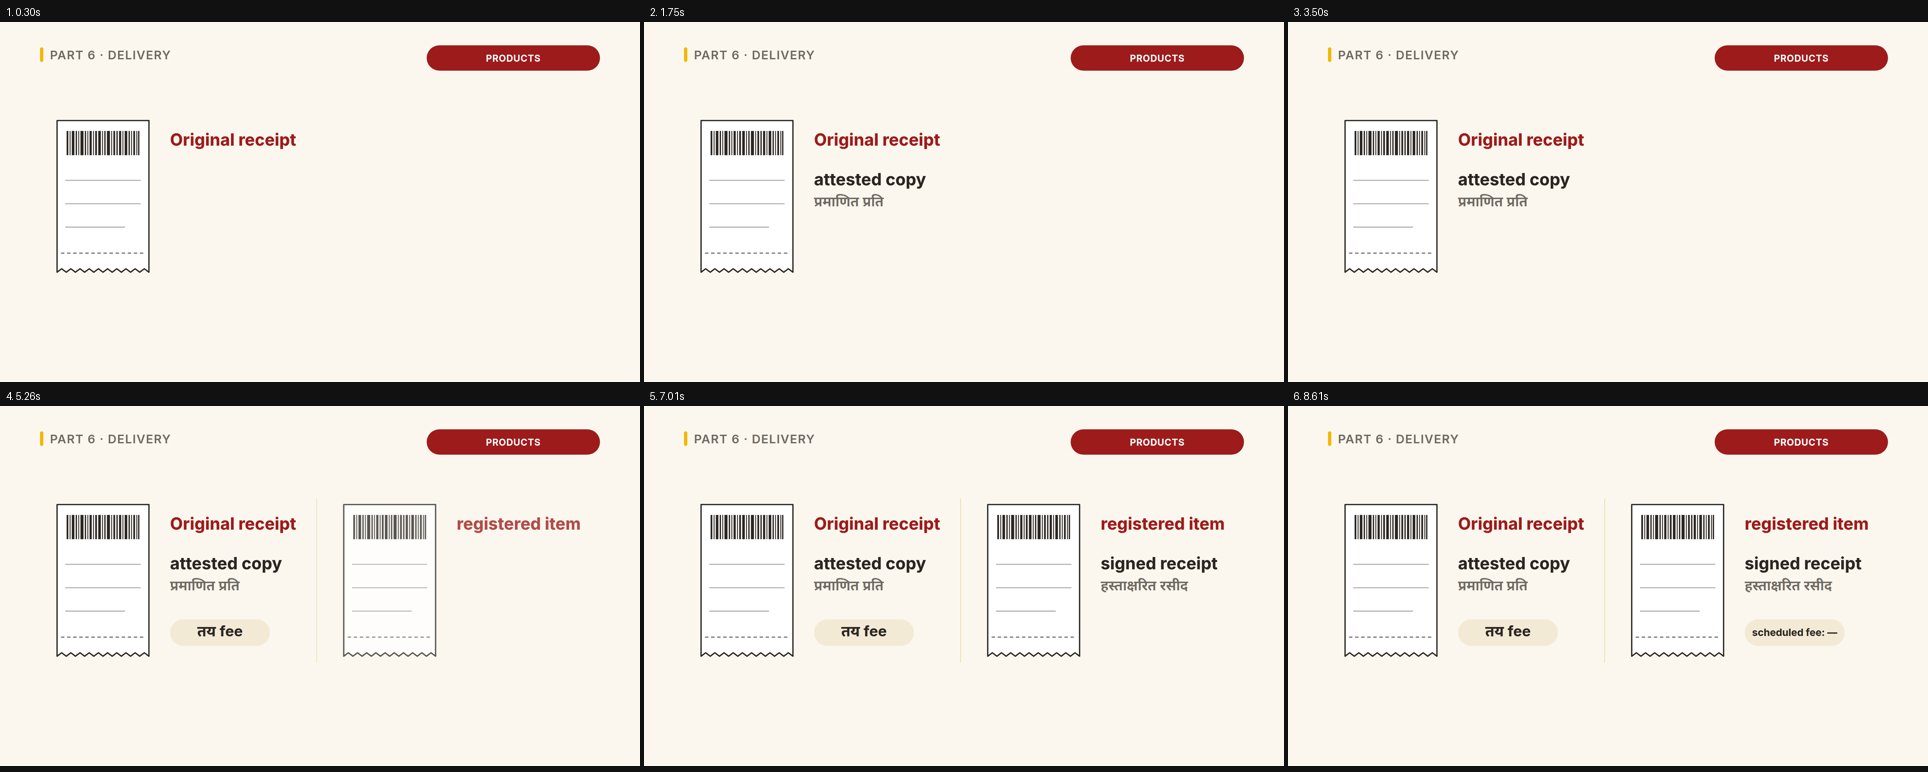 1. 0.30s
PART 6 · DELIVERY
PRODUCTS
Original receipt
2. 1.75s
PART 6 · DELIVERY
PRODUCTS
Original receipt
attested copy
प्रमाणित प्रति
3. 3.50s
PART 6 · DELIVERY
PRODUCTS
Original receipt
attested copy
प्रमाणित प्रति
4. 5.26s
PART 6 · DELIVERY
PRODUCTS
Original receipt
attested copy
प्रमाणित प्रति
तय fee
registered item
5. 7.01s
PART 6 · DELIVERY
PRODUCTS
Original receipt
attested copy
प्रमाणित प्रति
तय fee
registered item
signed receipt
हस्ताक्षरित रसीद
6. 8.61s
PART 6 · DELIVERY
PRODUCTS
Original receipt
attested copy
प्रमाणित प्रति
तय fee
registered item
signed receipt
हस्ताक्षरित रसीद
scheduled fee: —